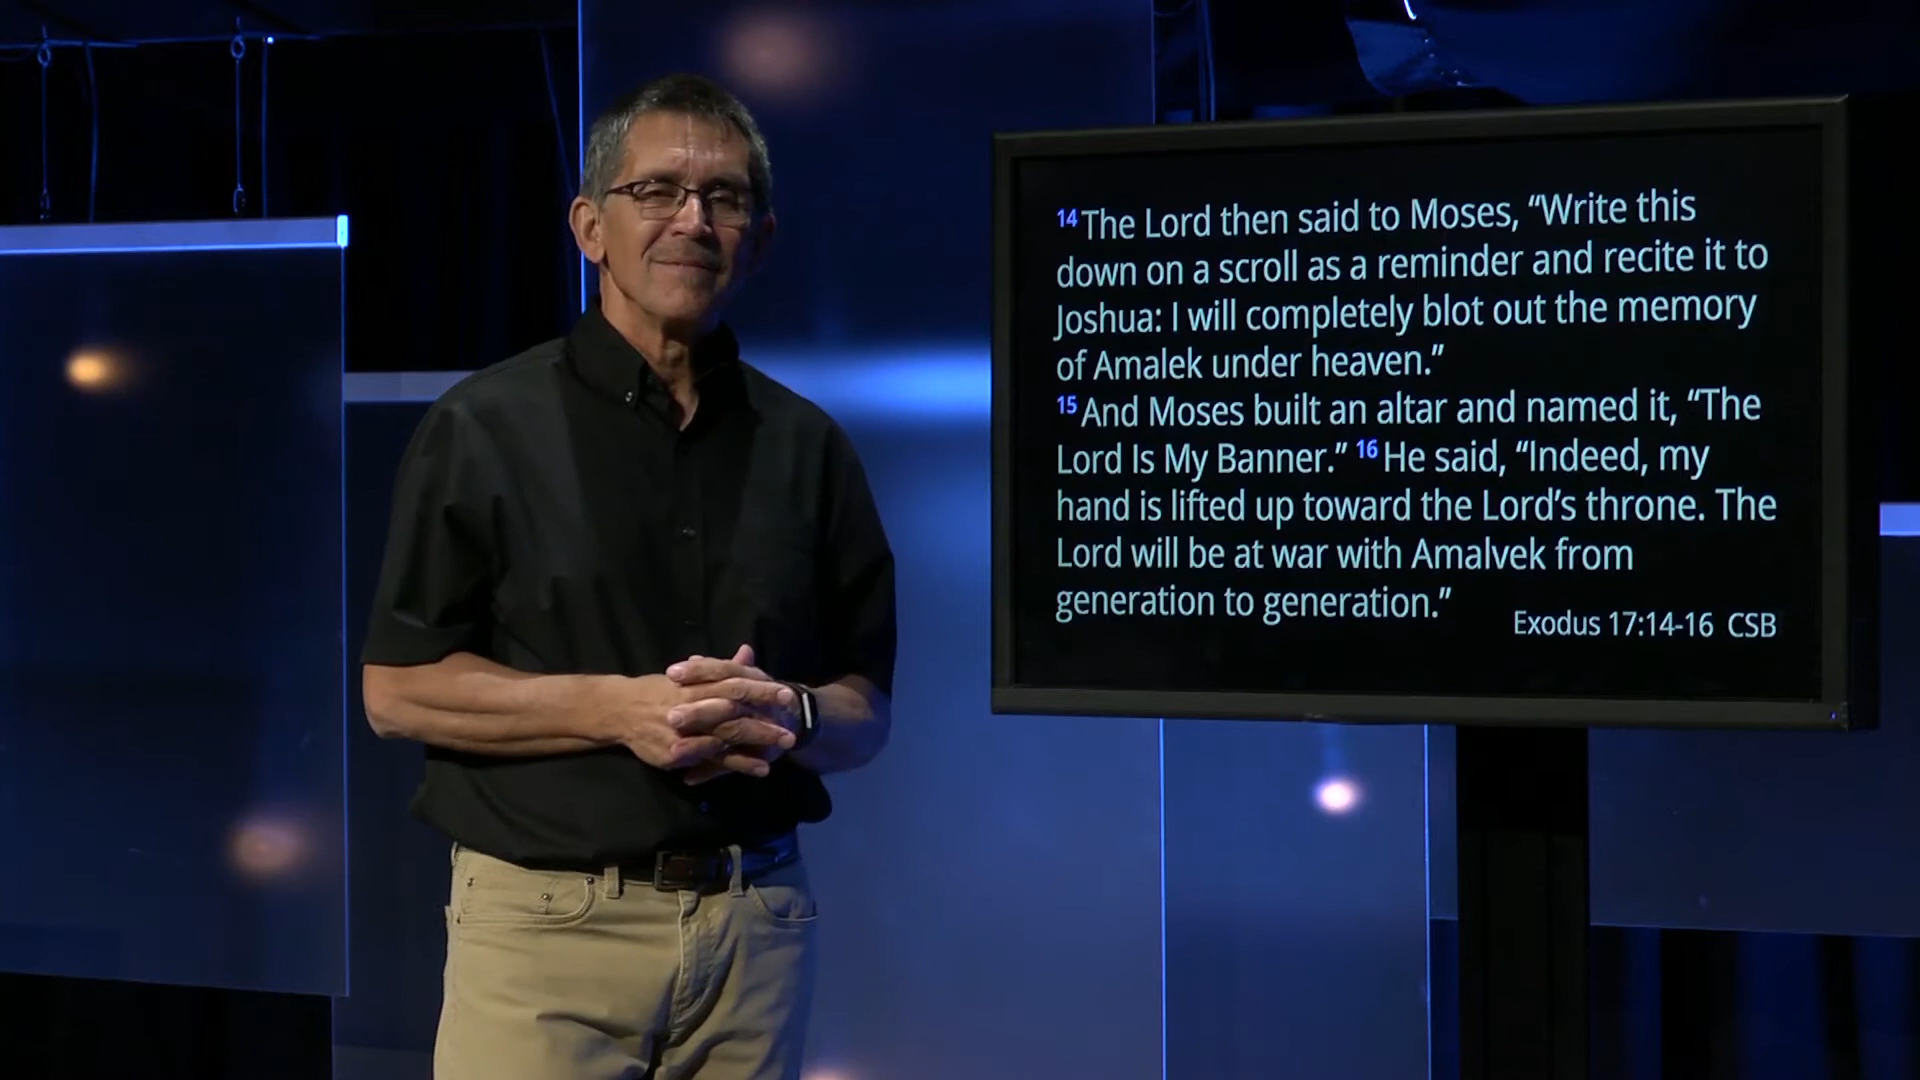 14 The Lord then said to Moses, “Write this
down on a scroll as a reminder and recite it to
Joshua: I will completely blot out the memory
of Amalek under heaven.”
15 And Moses built an altar and named it, “The
Lord Is My Banner.” 16 He said, “Indeed, my
hand is lifted up toward the Lord’s throne. The
Lord will be at war with Amalvek from
generation to generation.”
Exodus 17:14-16 CSB